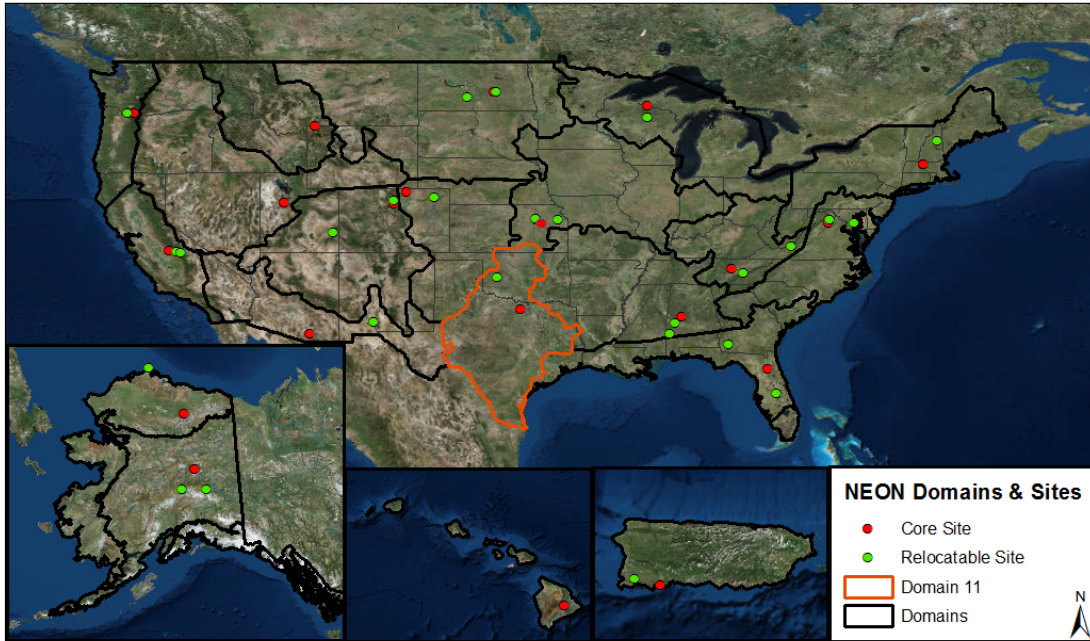 NEON Domains & Sites
Core Site
Relocatable Site
Domain 11
Domains
N